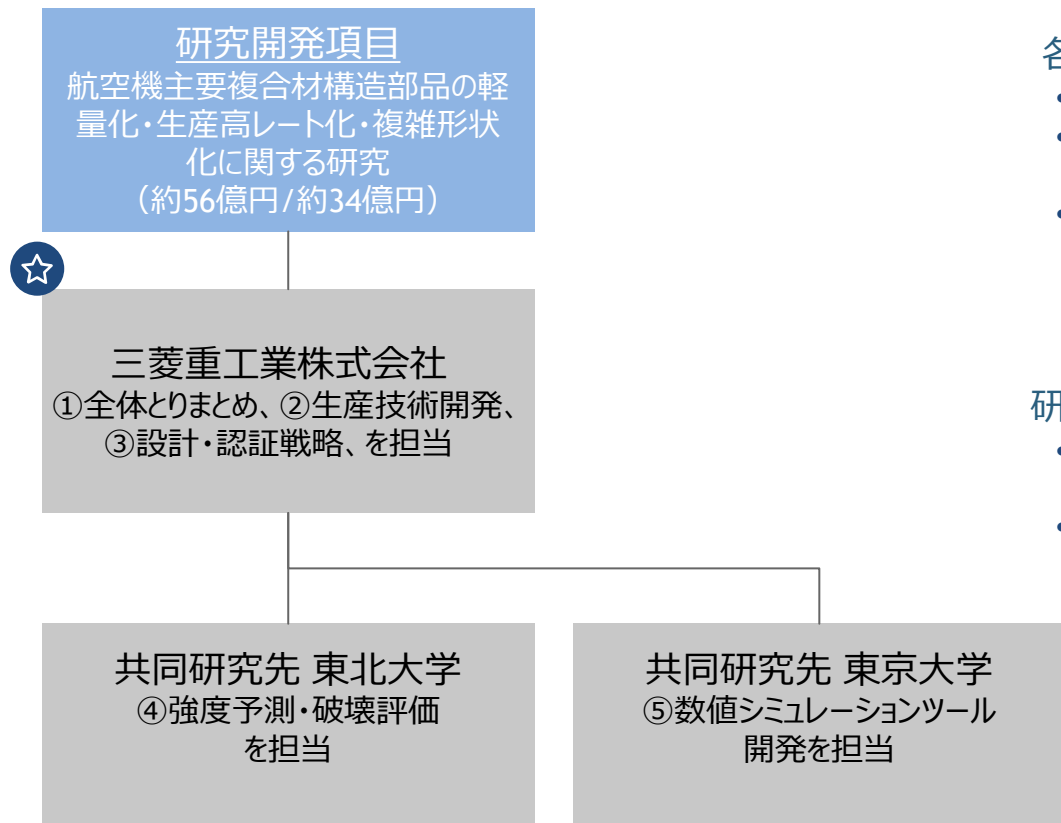 研究開発項目
航空機主要複合材構造部品の軽
量化・生産高レート化・複雑形状
化に関する研究
（約56億円/約34億円）
三菱重工業株式会社
①全体とりまとめ、②生産技術開発、
③設計・認証戦略、を担当
共同研究先 東北大学
④強度予測・破壊評価
を担当
共同研究先 東京大学
⑤数値シミュレーションツール
開発を担当
各
•
•
•
研
•
•